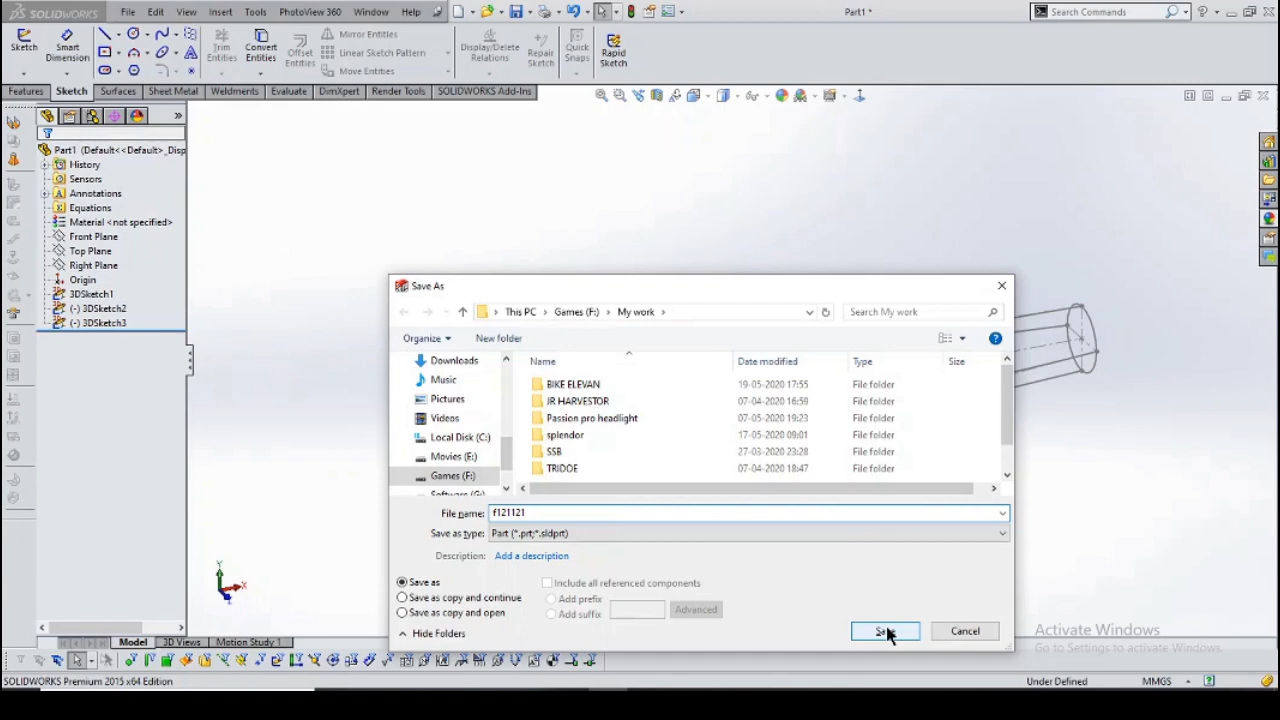 SOLIDWORKS File Edit View Insert Tools PhotoView 360 Window Help Part1 * Search Commands
Sketch Smart Dimension Trim Entities Convert Entities Offset Entities Mirror Entities Linear Sketch Pattern Move Entities Display/Delete Relations Repair Sketch Quick Snaps Rapid Sketch
Features Sketch Surfaces Sheet Metal Weldments Evaluate DimXpert Render Tools SOLIDWORKS Add-Ins
Part1 (Default<<Default>_Disp
History
Sensors
Annotations
Equations
Material <not specified>
Front Plane
Top Plane
Right Plane
Origin
3DSketch1
(-) 3DSketch2
(-) 3DSketch3
Save As
This PC > Games (F:) > My work > Search My work
Organize New folder
Downloads
Music
Pictures
Videos
Local Disk (C:)
Movies (E:)
Games (F:)
Software (G:)
Name Date modified Type Size
BIKE ELEVAN 19-05-2020 17:55 File folder
JR HARVESTOR 07-04-2020 16:59 File folder
Passion pro headlight 07-05-2020 19:23 File folder
splendor 17-05-2020 09:01 File folder
SSB 27-03-2020 23:28 File folder
TRIDOE 07-04-2020 18:47 File folder
File name: f121121
Save as type: Part (*.prt;*.sldprt)
Description: Add a description
Save as
Save as copy and continue
Save as copy and open
Include all referenced components
Add prefix
Add suffix
Advanced
Hide Folders
Save Cancel
Activate Windows
Go to Settings to activate Windows.
Y
X
Z
Model 3D Views Motion Study 1
SOLIDWORKS Premium 2015 x64 Edition Under Defined MMGS